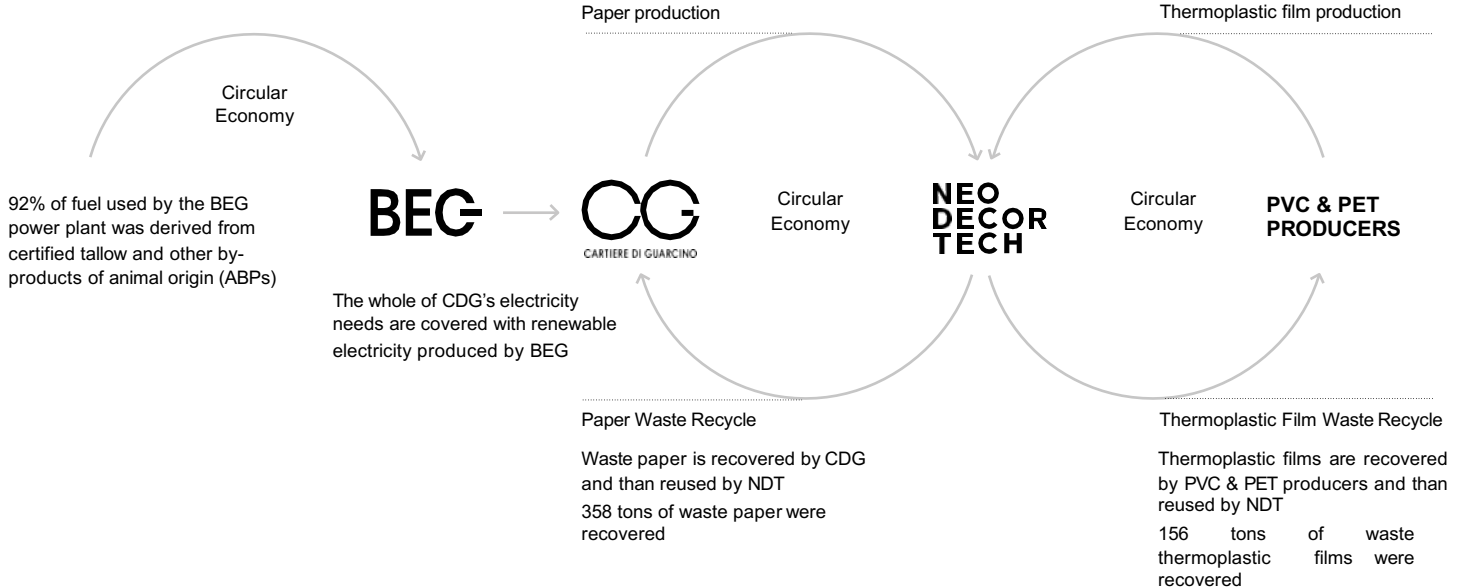 Paper production
Thermoplastic film production
Circular
Economy
92% of fuel used by the BEG
power plant was derived from
certified tallow and other by-
products of animal origin (ABPs)
BEG
The whole of CDG's electricity
needs are covered with renewable
electricity produced by BEG
CG
CARTIERE DI GUARCINO
Circular
Economy
NEO
DECOR
TECH
Circular
Economy
PVC & PET
PRODUCERS
Paper Waste Recycle
Waste paper is recovered by CDG
and than reused by NDT
358 tons of waste paper were
recovered
Thermoplastic Film Waste Recycle
Thermoplastic films are recovered
by PVC & PET producers and than
reused by NDT
156 tons of waste
thermoplastic films were
recovered